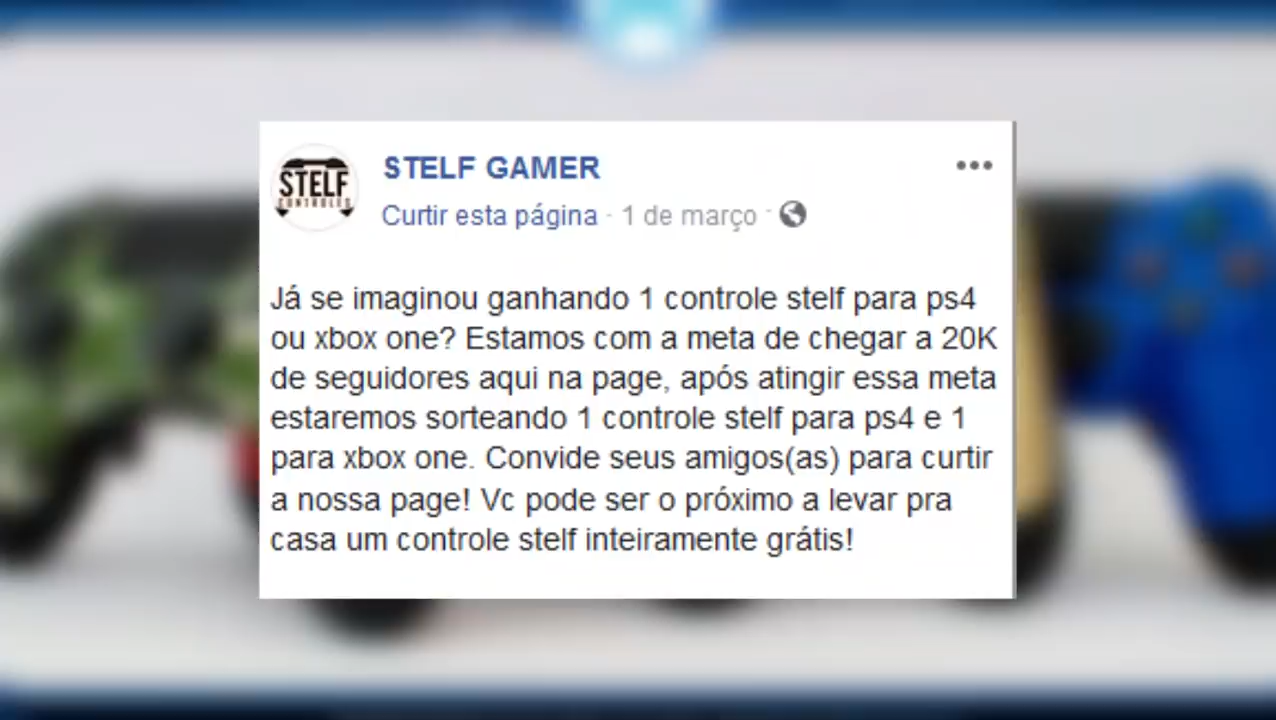 STELF
CONTROLES
STELF GAMER
Curtir esta página · 1 de março ·
Já se imaginou ganhando 1 controle stelf para ps4
ou xbox one? Estamos com a meta de chegar a 20K
de seguidores aqui na page, após atingir essa meta
estaremos sorteando 1 controle stelf para ps4 e 1
para xbox one. Convide seus amigos(as) para curtir
a nossa page! Vc pode ser o próximo a levar pra
casa um controle stelf inteiramente grátis!